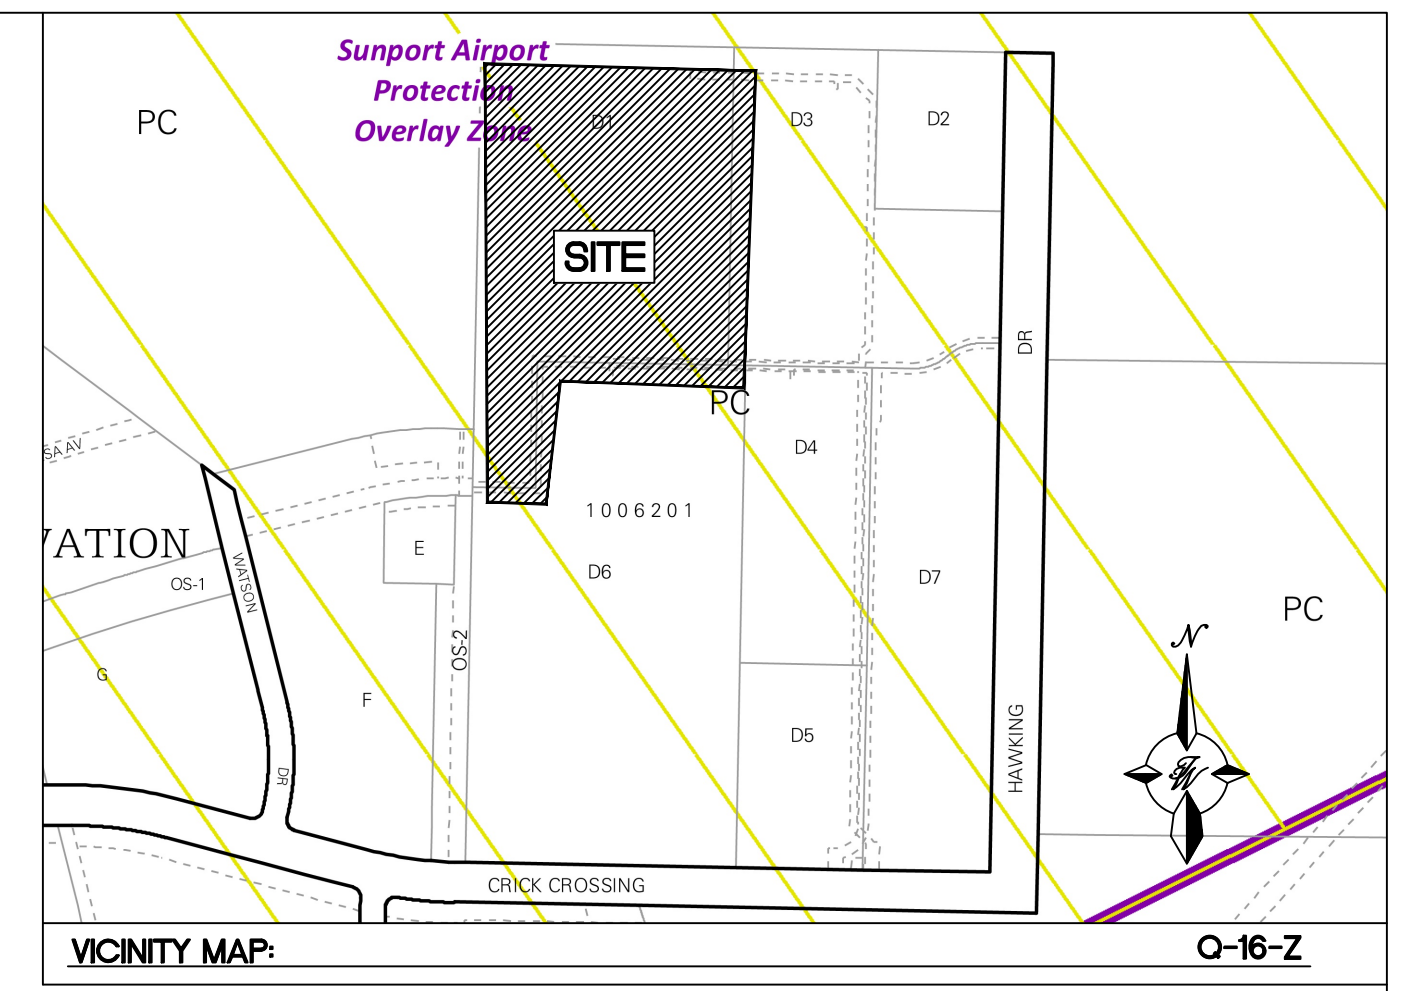 Sunport Airport
Protection
Overlay Zone
PC
D1
D3
D2
SITE
DR
PC
D4
SA AV
1006201
VATION
E
D6
OS-1
WATSON
D7
PC
N
OS-2
G
F
D5
HAWKING
DR
TW
CRICK CROSSING
VICINITY MAP:
Q-16-Z